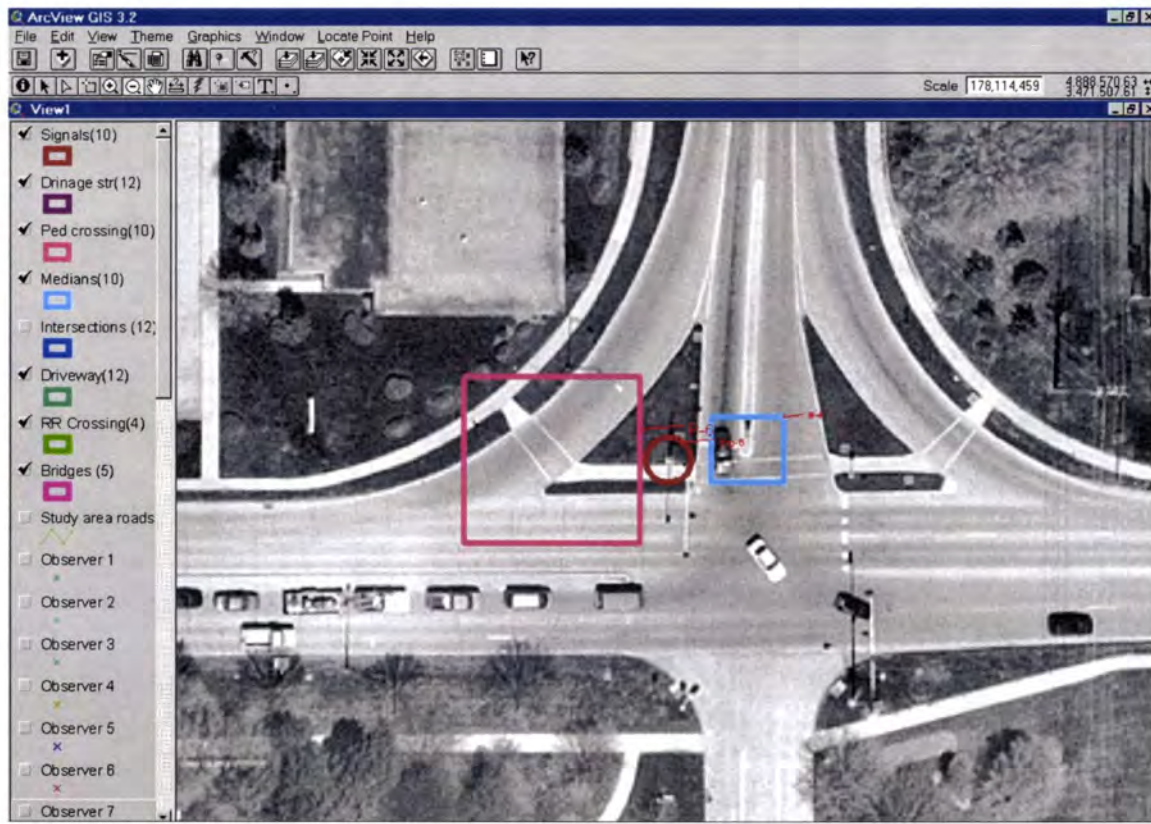 ArcView GIS 3.2
File Edit View Theme Graphics Window Locate Point Help
Scale 178,114,459
4,888,570.63
3,471,507.61
View1
Signals(10)
Drinage str(12)
Ped crossing(10)
Medians(10)
Intersections (12)
Driveway(12)
RR Crossing(4)
Bridges (5)
Study area roads
Observer 1
Observer 2
Observer 3
Observer 4
Observer 5
Observer 6
Observer 7